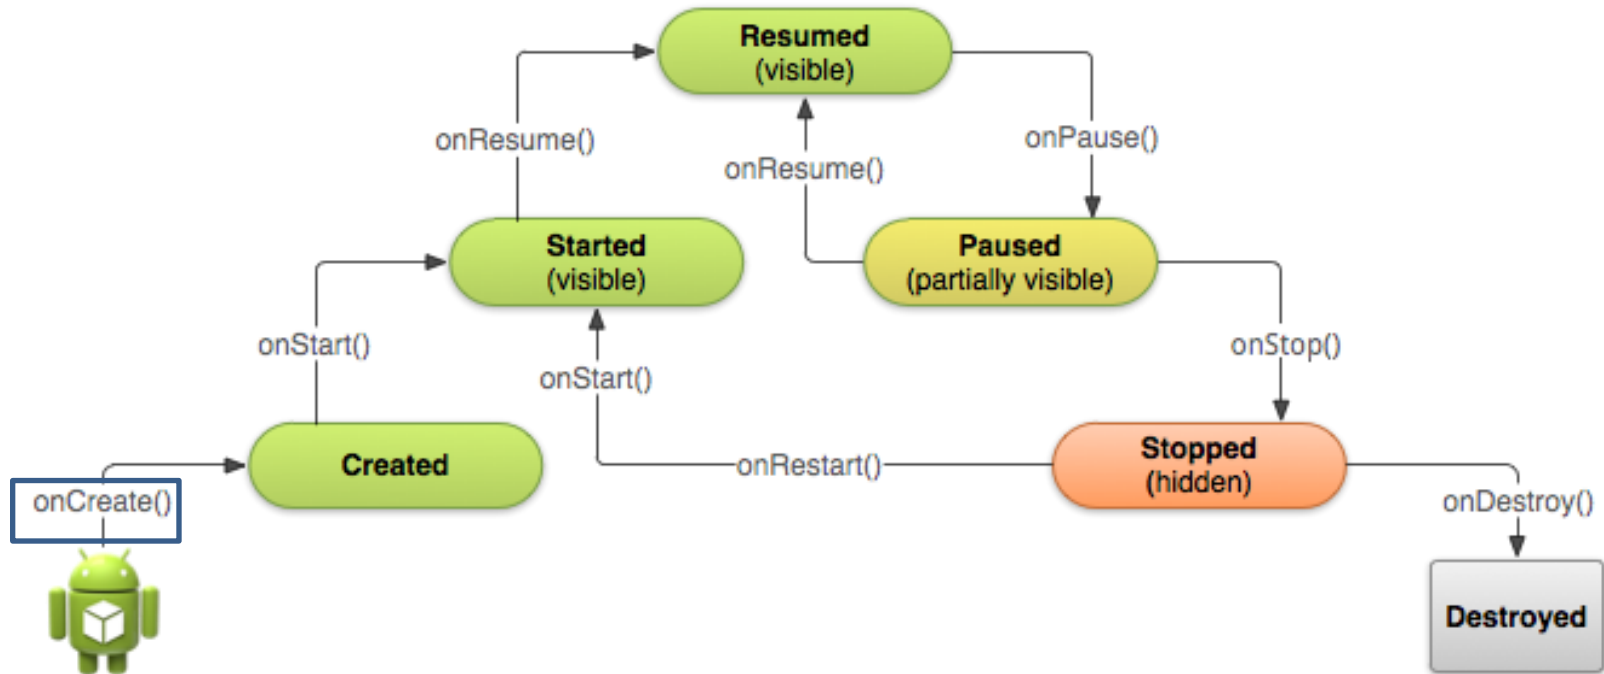 Resumed
(visible)
onResume()
onPause()
onResume()
Started
(visible)
Paused
(partially visible)
onStart()
onStop()
onStart()
Created
onRestart()
Stopped
(hidden)
onCreate()
onDestroy()
Destroyed